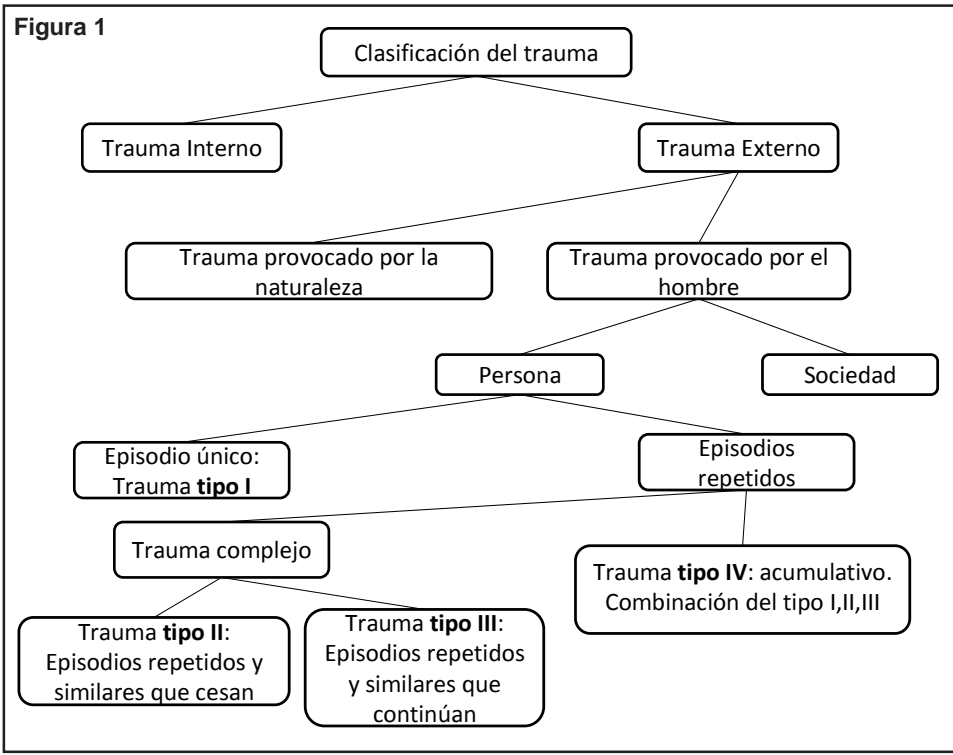 Figura 1
Clasificación del trauma
Trauma Interno
Trauma Externo
Trauma provocado por la
naturaleza
Trauma provocado por el
hombre
Persona
Sociedad
Episodio único:
Trauma tipo I
Episodios
repetidos
Trauma complejo
Trauma tipo IV: acumulativo.
Combinación del tipo I,II,III
Trauma tipo II:
Episodios repetidos y
similares que cesan
Trauma tipo III:
Episodios repetidos
y similares que
continúan